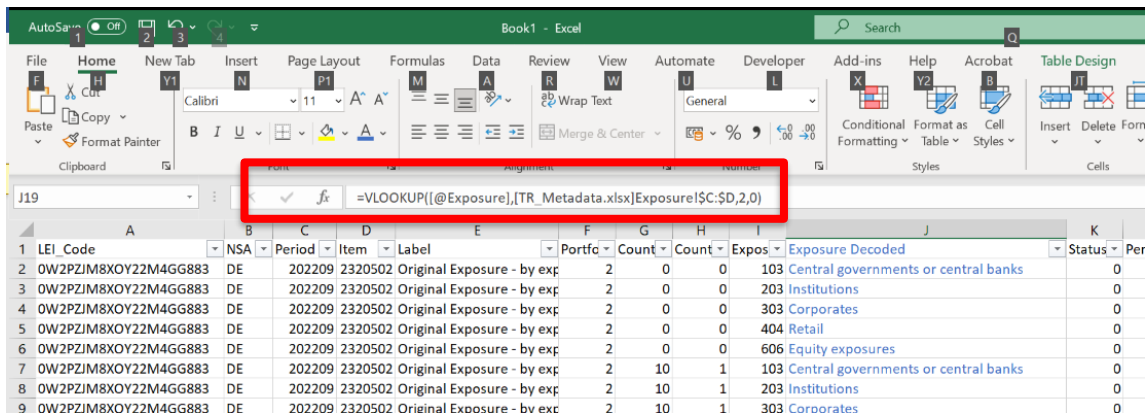 AutoSave Off Book1 - Excel Search
1 2 3 4 Q
File Home New Tab Insert Page Layout Formulas Data Review View Automate Developer Add-ins Help Acrobat Table Design
F H Y1 N P1 M A R W U L X Y2 B JT
Cut Calibri 11 A A Wrap Text General
Copy
Paste Format Painter B I U A Merge & Center % Conditional Formatting Format as Table Cell Styles Insert Delete
Clipboard Font Alignment Number Styles Cells
J19 fx =VLOOKUP([@Exposure],[TR_Metadata.xlsx]Exposure!$C:$D,2,0)
A B C D E F G H I J K
1 LEI_Code NSA Period Item Label Portfo Count Count Expos Exposure Decoded Status Per
2 0W2PZJM8XOY22M4GG883 DE 202209 2320502 Original Exposure - by exp 2 0 0 103 Central governments or central banks 0
3 0W2PZJM8XOY22M4GG883 DE 202209 2320502 Original Exposure - by exp 2 0 0 203 Institutions 0
4 0W2PZJM8XOY22M4GG883 DE 202209 2320502 Original Exposure - by exp 2 0 0 303 Corporates 0
5 0W2PZJM8XOY22M4GG883 DE 202209 2320502 Original Exposure - by exp 2 0 0 404 Retail 0
6 0W2PZJM8XOY22M4GG883 DE 202209 2320502 Original Exposure - by exp 2 0 0 606 Equity exposures 0
7 0W2PZJM8XOY22M4GG883 DE 202209 2320502 Original Exposure - by exp 2 10 1 103 Central governments or central banks 0
8 0W2PZJM8XOY22M4GG883 DE 202209 2320502 Original Exposure - by exp 2 10 1 203 Institutions 0
9 0W2PZJM8XOY22M4GG883 DE 202209 2320502 Original Exposure - by exp 2 10 1 303 Corporates 0